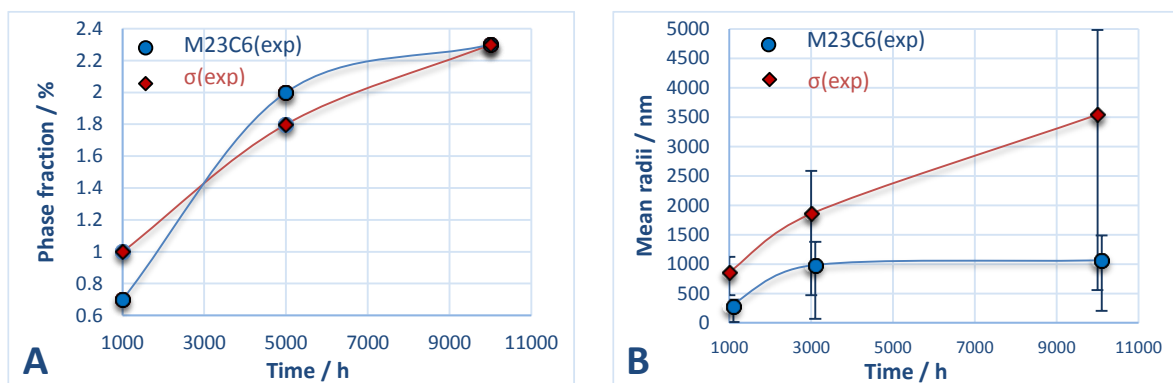 2.4
2.2
2
1.8
1.6
1.4
1.2
1
0.8
0.6
Phase fraction / %
M23C6(exp)
σ(exp)
1000 3000 5000 7000 9000 11000
Time / h
A
5000
4500
4000
3500
3000
2500
2000
1500
1000
500
0
Mean radii / nm
M23C6(exp)
σ(exp)
1000 3000 5000 7000 9000 11000
Time / h
B